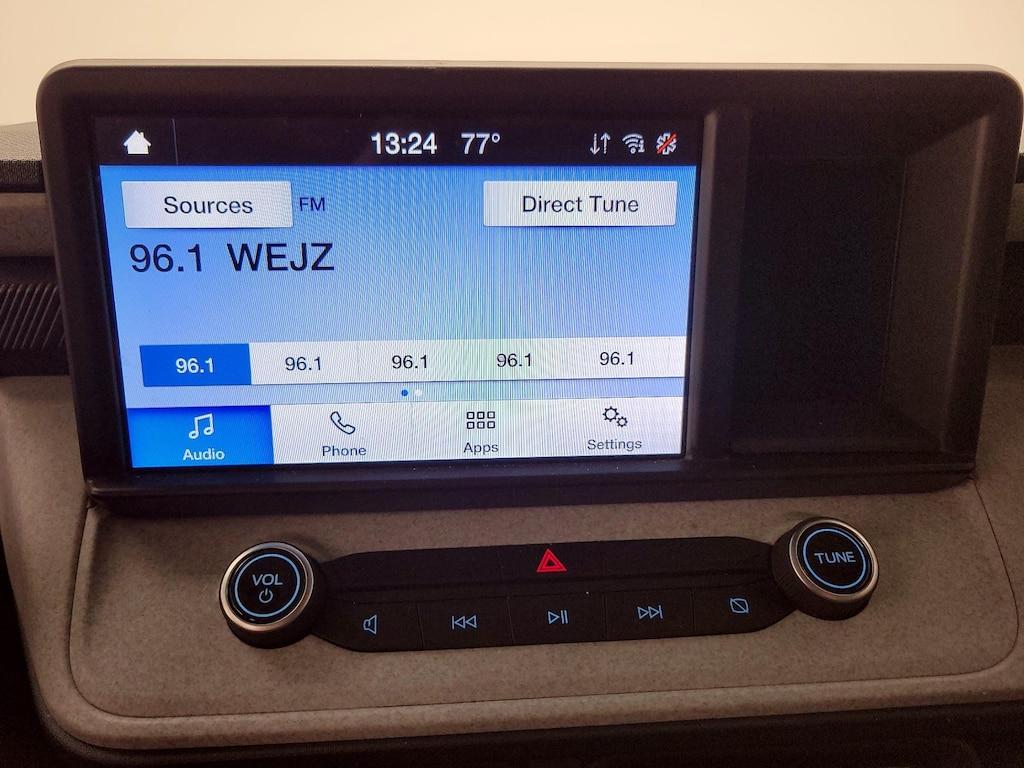 13:24 77°
Sources FM Direct Tune
96.1 WEJZ
96.1 96.1 96.1 96.1 96.1
Audio Phone Apps Settings
VOL TUNE